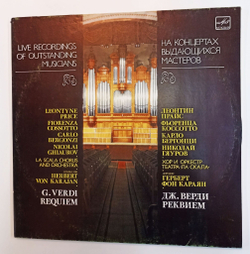 LIVE RECORDINGS
OF OUTSTANDING
MUSICIANS
LEONTYNE
PRICE
FIORENZA
COSSOTTO
CARLO
BERGONZI
NICOLAI
GHIAUROV
LA SCALA CHORUS
AND ORCHESTRA
HERBERT
VON KARAJAN
G. VERDI
REQUIEM
НА КОНЦЕРТАХ
ВЫДАЮЩИХСЯ
МАСТЕРОВ
ЛЕОНТИН
ПРАЙС
ФЬОРЕНЦА
КОССОТТО
КАРЛО
БЕРГОНЦИ
НИКОЛАЙ
ГЯУРОВ
ХОР И ОРКЕСТР
ТЕАТРА "ЛА СКАЛА"
ГЕРБЕРТ
ФОН КАРАЯН
ДЖ. ВЕРДИ
РЕКВИЕМ